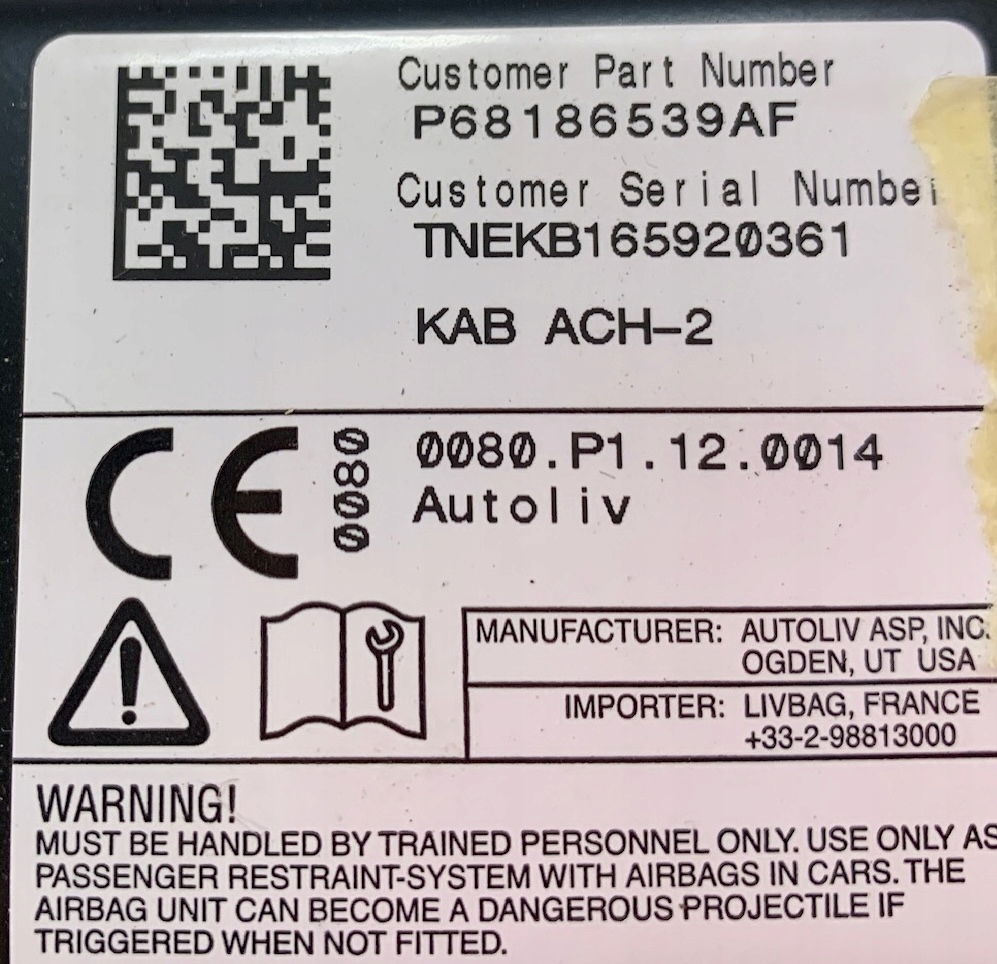 Customer Part Number
P68186539AF
Customer Serial Number
TNEKB165920361
KAB ACH-2
CE 0080
0080.P1.12.0014
Autoliv
MANUFACTURER: AUTOLIV ASP, INC.
OGDEN, UT USA
IMPORTER: LIVBAG, FRANCE
+33-2-98813000
WARNING!
MUST BE HANDLED BY TRAINED PERSONNEL ONLY. USE ONLY AS
PASSENGER RESTRAINT-SYSTEM WITH AIRBAGS IN CARS. THE
AIRBAG UNIT CAN BECOME A DANGEROUS PROJECTILE IF
TRIGGERED WHEN NOT FITTED.